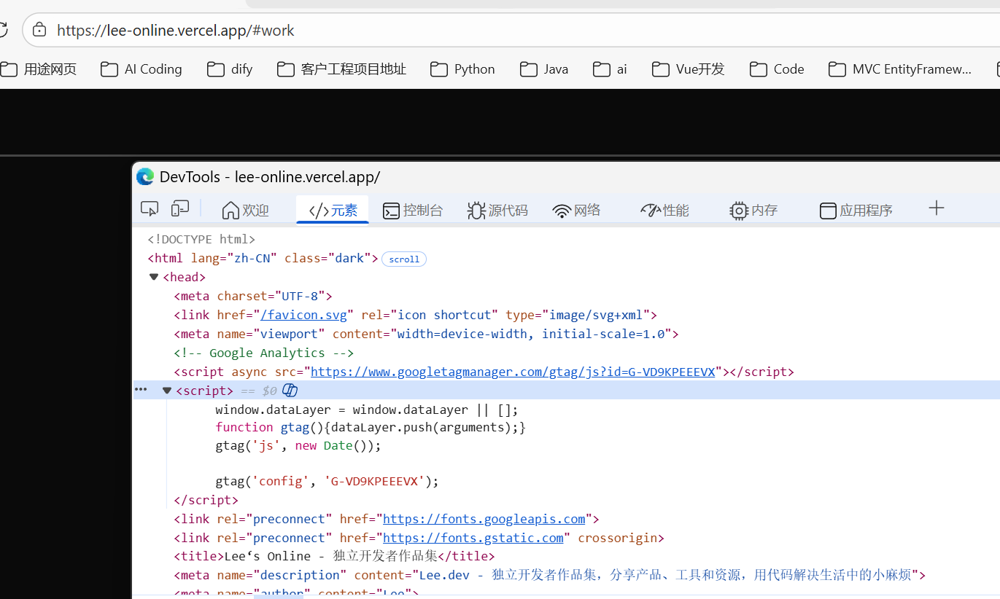 https://lee-online.vercel.app/#work
用途网页 AI Coding dify 客户工程项目地址 Python Java ai Vue开发 Code MVC EntityFramew...
DevTools - lee-online.vercel.app/
欢迎 </>元素 控制台 源代码 网络 性能 内存 应用程序
<!DOCTYPE html>
<html lang="zh-CN" class="dark"> scroll
<head>
<meta charset="UTF-8">
<link href="/favicon.svg" rel="icon shortcut" type="image/svg+xml">
<meta name="viewport" content="width=device-width, initial-scale=1.0">
<!-- Google Analytics -->
<script async src="https://www.googletagmanager.com/gtag/js?id=G-VD9KPEEEVX"></script>
<script> == $0
window.dataLayer = window.dataLayer || [];
function gtag(){dataLayer.push(arguments);}
gtag('js', new Date());
gtag('config', 'G-VD9KPEEEVX');
</script>
<link rel="preconnect" href="https://fonts.googleapis.com">
<link rel="preconnect" href="https://fonts.gstatic.com" crossorigin>
<title>Lee‘s Online - 独立开发者作品集</title>
<meta name="description" content="Lee.dev - 独立开发者作品集，分享产品、工具和资源，用代码解决生活中的小麻烦">
<meta name="author" content="Lee">